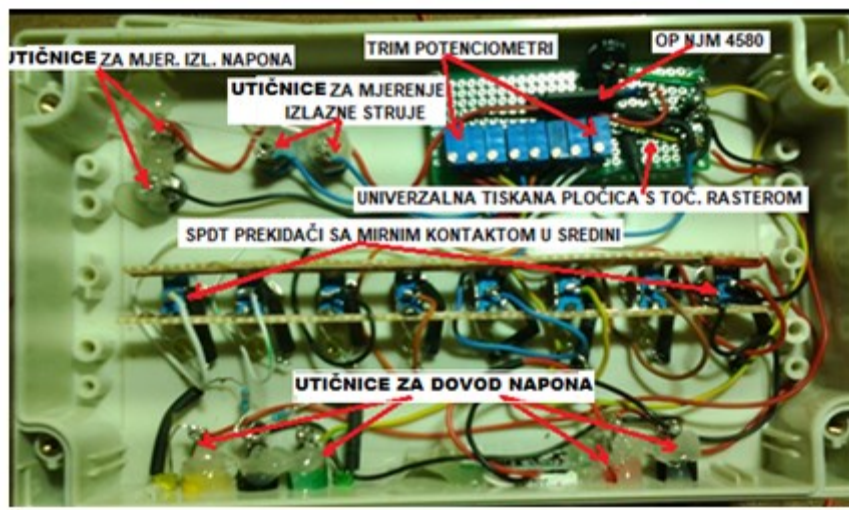 UTIČNICE ZA MJER. IZL. NAPONA
TRIM POTENCIOMETRI
OP NJM 4580
UTIČNICE ZA MJERENJE
IZLAZNE STRUJE
UNIVERZALNA TISKANA PLOČICA S TOČ. RASTEROM
SPDT PREKIDAČI SA MIRNIM KONTAKTOM U SREDINI
UTIČNICE ZA DOVOD NAPONA